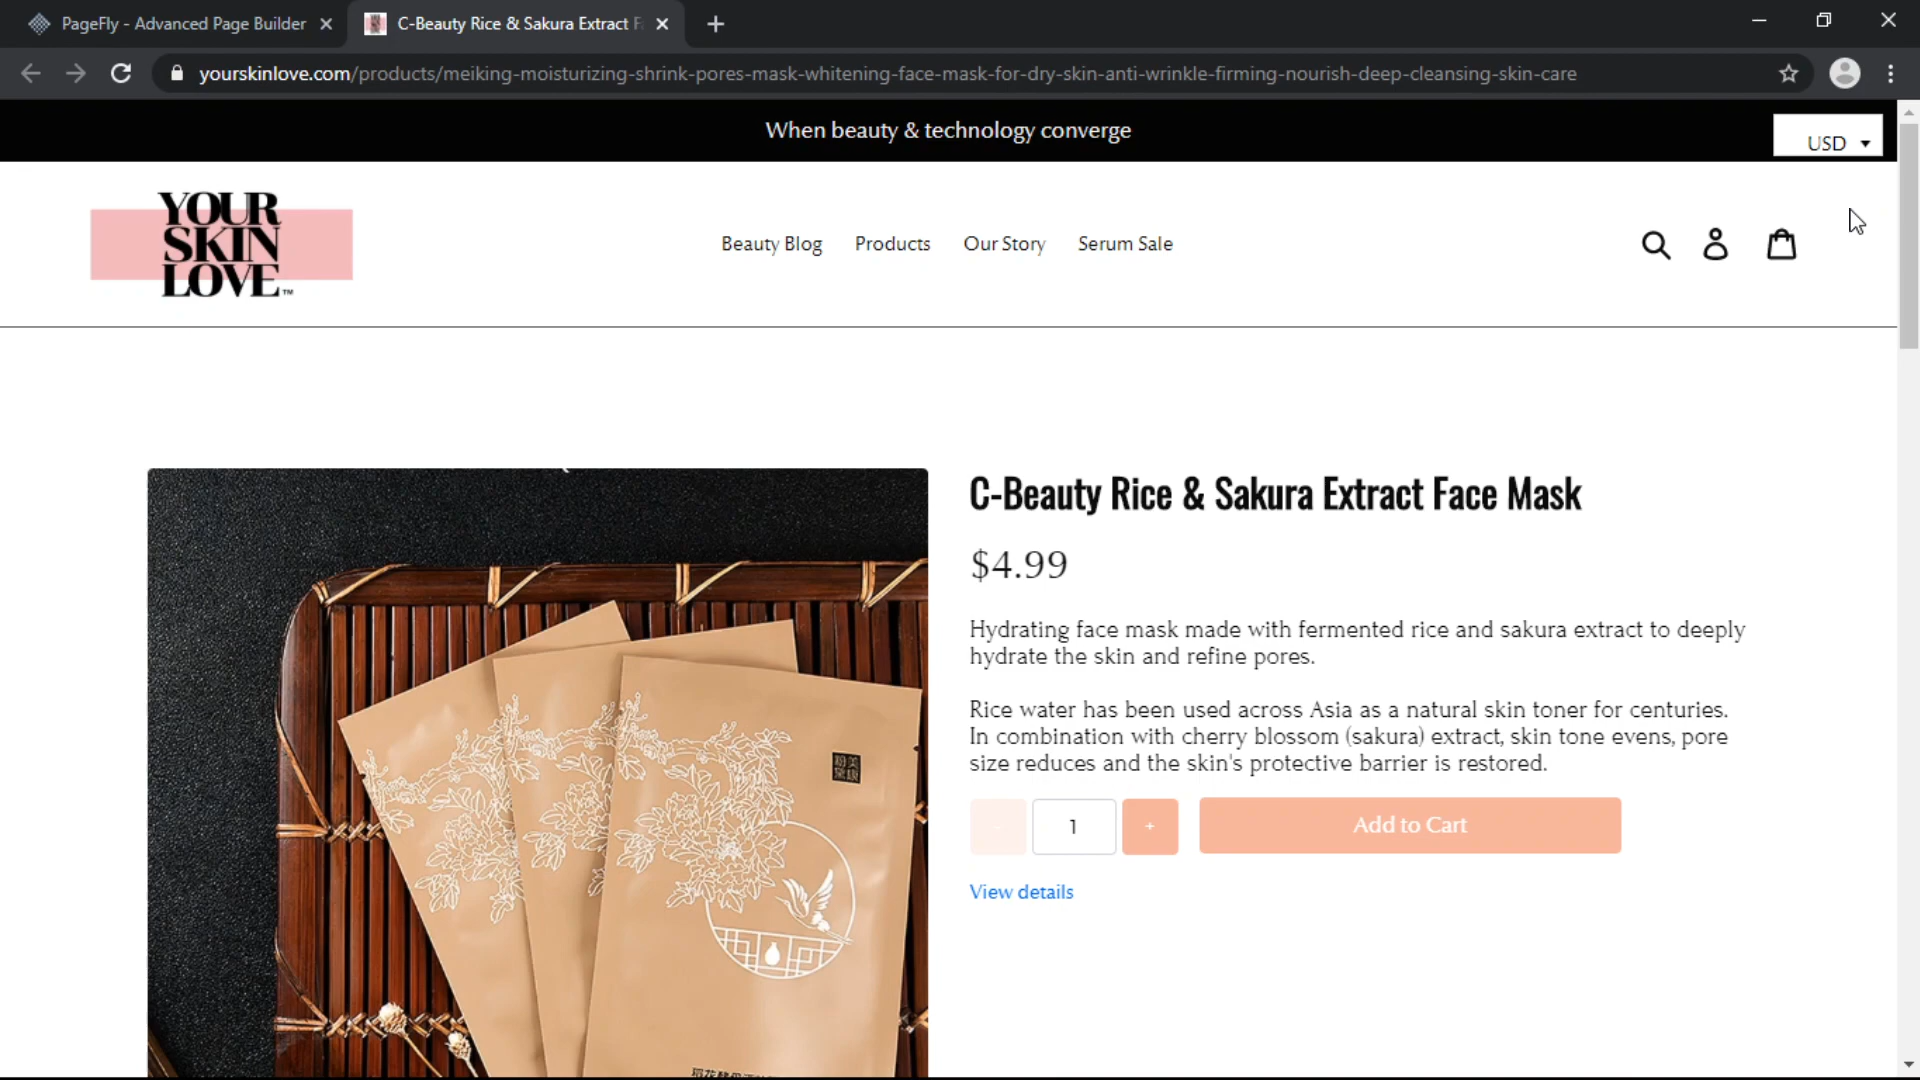 PageFly - Advanced Page Builder
C-Beauty Rice & Sakura Extract F
yourskinlove.com/products/meiking-moisturizing-shrink-pores-mask-whitening-face-mask-for-dry-skin-anti-wrinkle-firming-nourish-deep-cleansing-skin-care
When beauty & technology converge
USD
YOUR
SKIN
LOVE™
Beauty Blog Products Our Story Serum Sale
C-Beauty Rice & Sakura Extract Face Mask
$4.99
Hydrating face mask made with fermented rice and sakura extract to deeply
hydrate the skin and refine pores.
Rice water has been used across Asia as a natural skin toner for centuries.
In combination with cherry blossom (sakura) extract, skin tone evens, pore
size reduces and the skin's protective barrier is restored.
- 1 + Add to Cart
View details